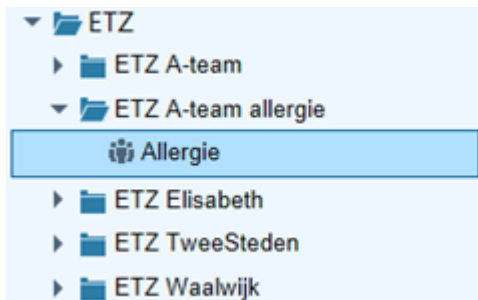 ETZ
ETZ A-team
ETZ A-team allergie
Allergie
ETZ Elisabeth
ETZ TweeSteden
ETZ Waalwijk